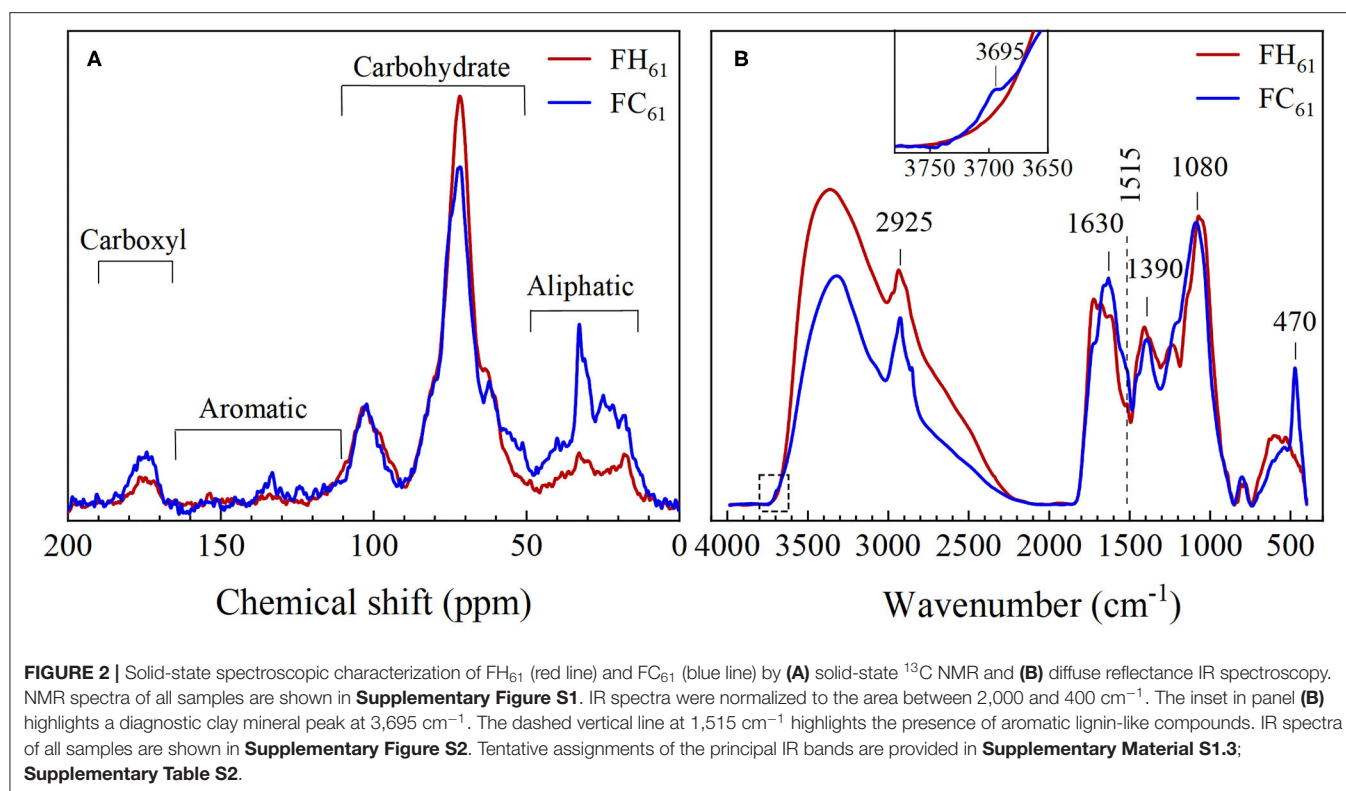 A
Carbohydrate
FH₆₁
FC₆₁
Carboxyl
Aliphatic
Aromatic
200 150 100 50 0
Chemical shift (ppm)
B
3695
3750 3700 3650
FH₆₁
FC₆₁
2925
1630
1515
1390
1080
470
4000 3500 3000 2500 2000 1500 1000 500
Wavenumber (cm⁻¹)
FIGURE 2 | Solid-state spectroscopic characterization of FH₆₁ (red line) and FC₆₁ (blue line) by (A) solid-state ¹³C NMR and (B) diffuse reflectance IR spectroscopy.
NMR spectra of all samples are shown in Supplementary Figure S1. IR spectra were normalized to the area between 2,000 and 400 cm⁻¹. The inset in panel (B)
highlights a diagnostic clay mineral peak at 3,695 cm⁻¹. The dashed vertical line at 1,515 cm⁻¹ highlights the presence of aromatic lignin-like compounds. IR spectra
of all samples are shown in Supplementary Figure S2. Tentative assignments of the principal IR bands are provided in Supplementary Material S1.3;
Supplementary Table S2.